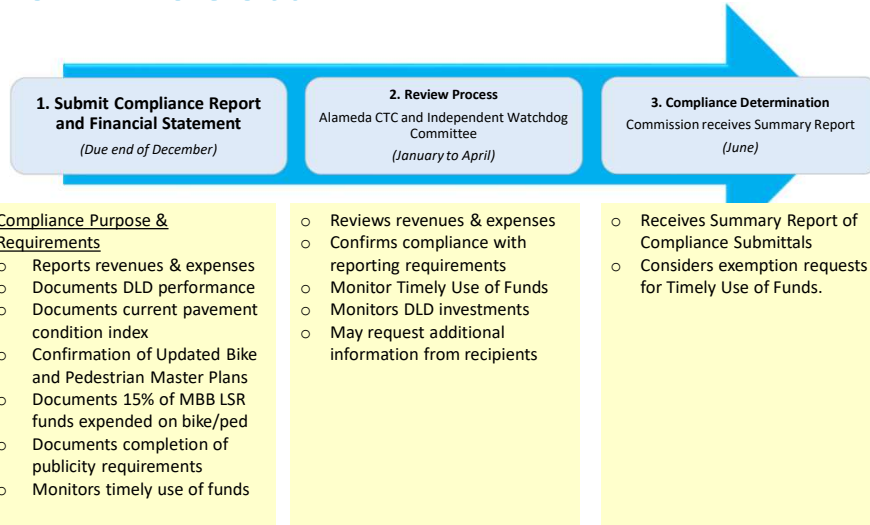 1. Submit Compliance Report
and Financial Statement
(Due end of December)
2. Review Process
Alameda CTC and Independent Watchdog
Committee
(January to April)
3. Compliance Determination
Commission receives Summary Report
(June)
Compliance Purpose &
Requirements
o Reports revenues & expenses
o Documents DLD performance
o Documents current pavement
condition index
o Confirmation of Updated Bike
and Pedestrian Master Plans
o Documents 15% of MBB LSR
funds expended on bike/ped
o Documents completion of
publicity requirements
o Monitors timely use of funds
o Reviews revenues & expenses
o Confirms compliance with
reporting requirements
o Monitor Timely Use of Funds
o Monitors DLD investments
o May request additional
information from recipients
o Receives Summary Report of
Compliance Submittals
o Considers exemption requests
for Timely Use of Funds.